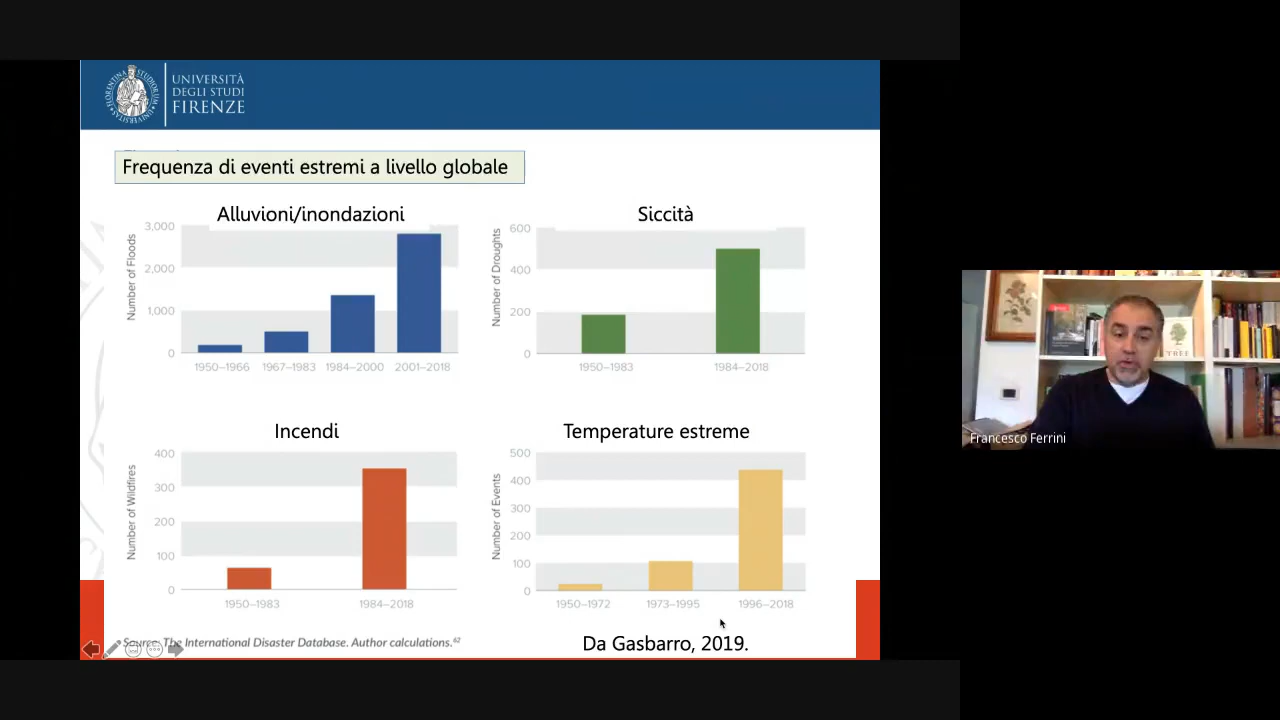 UNIVERSITÀ
DEGLI STUDI
FIRENZE
Frequenza di eventi estremi a livello globale
Alluvioni/inondazioni
Number of Floods
3,000
2,000
1,000
0
1950–1966 1967–1983 1984–2000 2001–2018
Siccità
Number of Droughts
600
400
200
0
1950–1983 1984–2018
Incendi
Number of Wildfires
400
300
200
100
0
1950–1983 1984–2018
Temperature estreme
Number of Events
500
400
300
200
100
0
1950–1972 1973–1995 1996–2018
Source: The International Disaster Database. Author calculations.⁶²
Da Gasbarro, 2019.
TREE
Francesco Ferrini